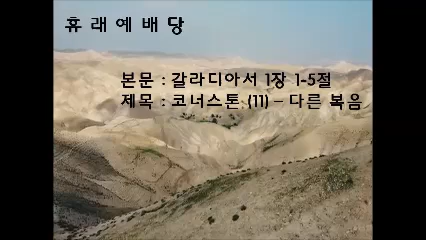 휴 래 예 배 당
본문 : 갈라디아서 1장 1-5절
제목 : 코너스톤 (11) - 다른 복음